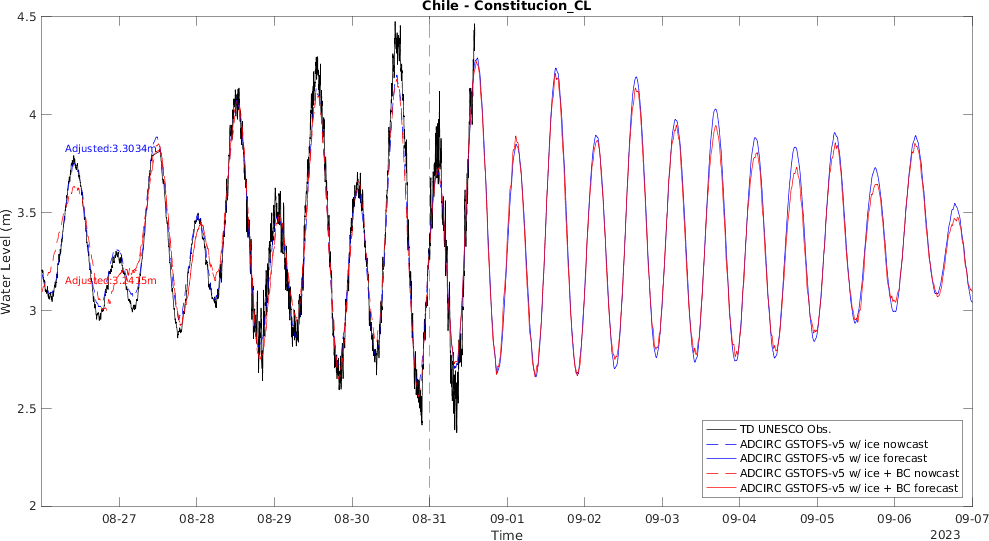 Chile - Constitucion_CL
4.5
4
3.5
3
2.5
2
Water Level (m)
Adjusted:3.3034m
Adjusted:3.2415m
TD UNESCO Obs.
ADCIRC GSTOFS-v5 w/ ice nowcast
ADCIRC GSTOFS-v5 w/ ice forecast
ADCIRC GSTOFS-v5 w/ ice + BC nowcast
ADCIRC GSTOFS-v5 w/ ice + BC forecast
08-27 08-28 08-29 08-30 08-31 09-01 09-02 09-03 09-04 09-05 09-06 09-07
Time
2023